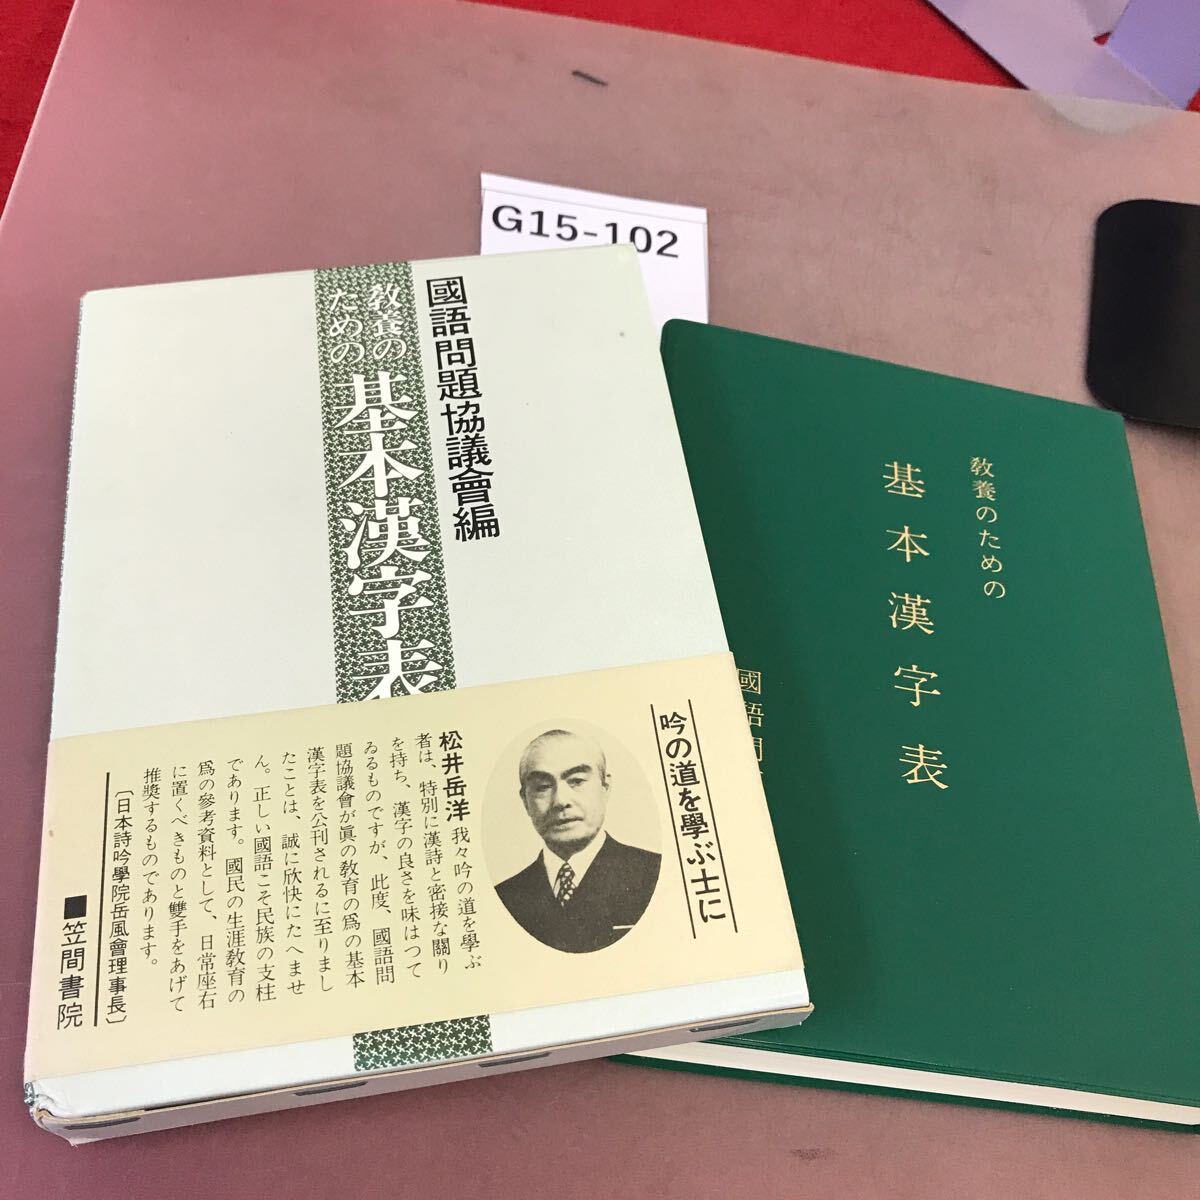 G15-102
國語問題協議會編
教養の
ための
基本漢字表
吟の道を學ぶ士に
松井岳洋 我々吟の道を學ぶ
者は、特別に漢詩と密接な關り
を持ち、漢字の良さを味はつて
ゐるものですが、此度、國語問
題協議會が眞の教育の爲の基本
漢字表を公刊されるに至りまし
たことは、誠に欣快にたへませ
ん。正しい國語こそ民族の支柱
であります。國民の生涯教育の
爲の參考資料として、日常座右
に置くべきものと雙手をあげて
推奬するものであります。
〔日本詩吟學院岳風會理事長〕
■笠間書院
教養のための
基本漢字表
國語問